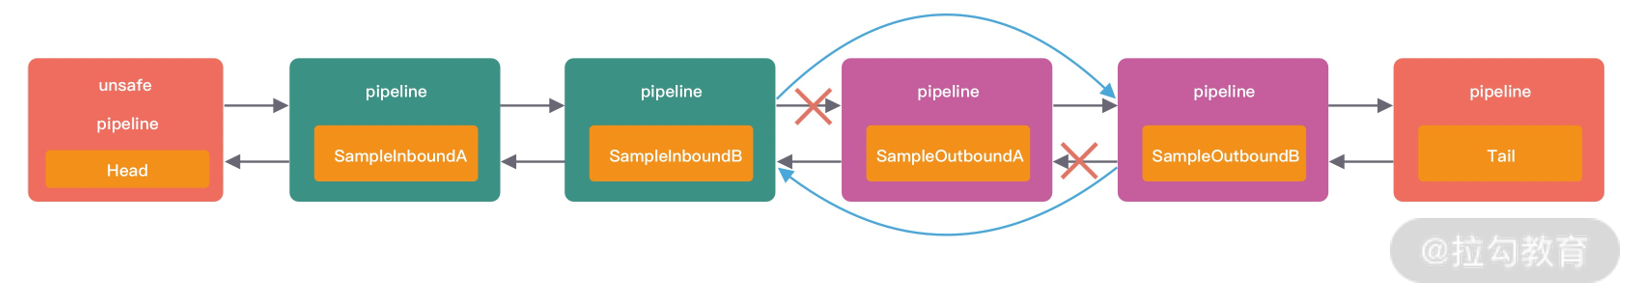 unsafe
pipeline
Head
pipeline
SampleInboundA
pipeline
SampleInboundB
pipeline
SampleOutboundA
pipeline
SampleOutboundB
pipeline
Tail
@拉勾教育